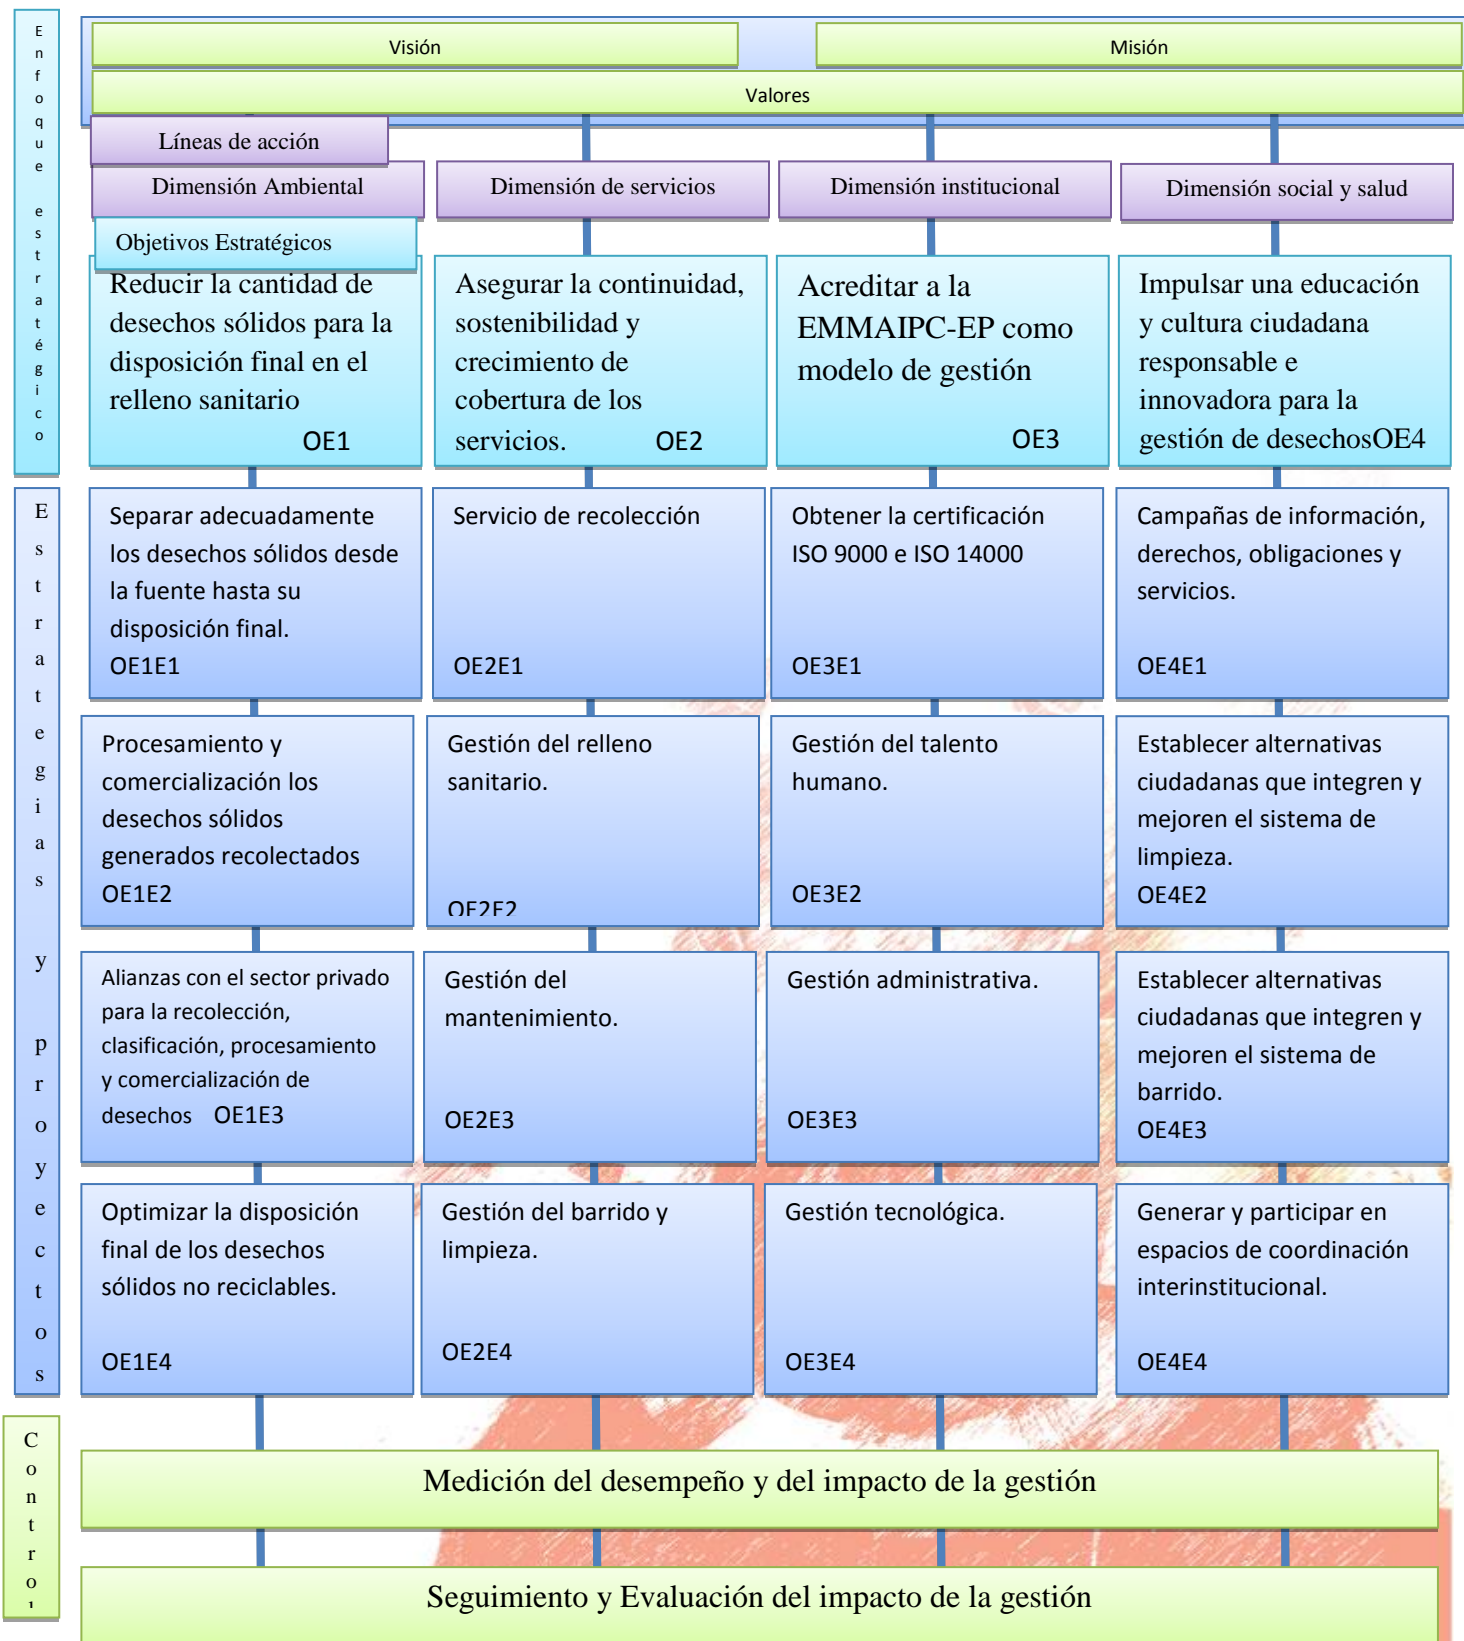 Enfoque estratégico
Visión
Misión
Valores
Líneas de acción
Dimensión Ambiental
Dimensión de servicios
Dimensión institucional
Dimensión social y salud
Objetivos Estratégicos
Reducir la cantidad de
desechos sólidos para la
disposición final en el
relleno sanitario
OE1
Asegurar la continuidad,
sostenibilidad y
crecimiento de
cobertura de los
servicios. OE2
Acreditar a la
EMMAIPC-EP como
modelo de gestión
OE3
Impulsar una educación
y cultura ciudadana
responsable e
innovadora para la
gestión de desechosOE4
Estrategias y proyectos
Separar adecuadamente
los desechos sólidos desde
la fuente hasta su
disposición final.
OE1E1
Servicio de recolección
OE2E1
Obtener la certificación
ISO 9000 e ISO 14000
OE3E1
Campañas de información,
derechos, obligaciones y
servicios.
OE4E1
Procesamiento y
comercialización los
desechos sólidos
generados recolectados
OE1E2
Gestión del relleno
sanitario.
OE2E2
Gestión del talento
humano.
OE3E2
Establecer alternativas
ciudadanas que integren y
mejoren el sistema de
limpieza.
OE4E2
Alianzas con el sector privado
para la recolección,
clasificación, procesamiento
y comercialización de
desechos OE1E3
Gestión del
mantenimiento.
OE2E3
Gestión administrativa.
OE3E3
Establecer alternativas
ciudadanas que integren y
mejoren el sistema de
barrido.
OE4E3
Optimizar la disposición
final de los desechos
sólidos no reciclables.
OE1E4
Gestión del barrido y
limpieza.
OE2E4
Gestión tecnológica.
OE3E4
Generar y participar en
espacios de coordinación
interinstitucional.
OE4E4
Control
Medición del desempeño y del impacto de la gestión
Seguimiento y Evaluación del impacto de la gestión